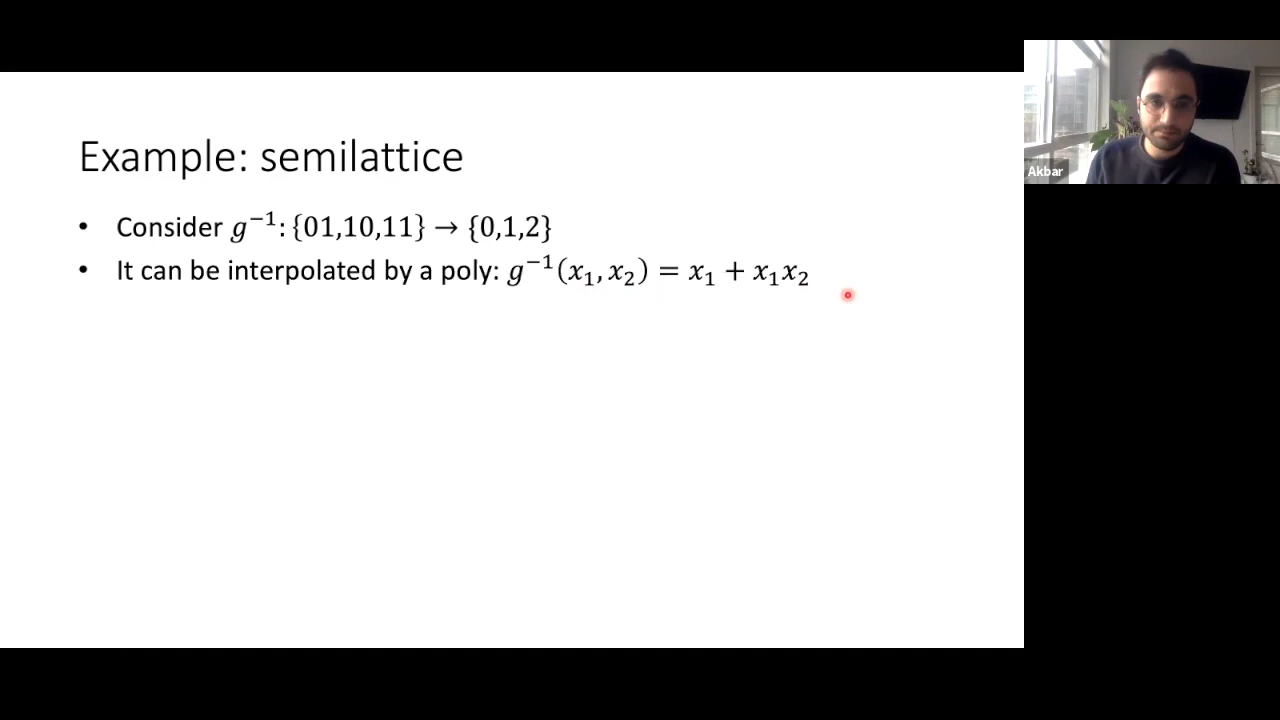 Example: semilattice
• Consider g⁻¹: {01,10,11} → {0,1,2}
• It can be interpolated by a poly: g⁻¹(x₁, x₂) = x₁ + x₁x₂
Akbar